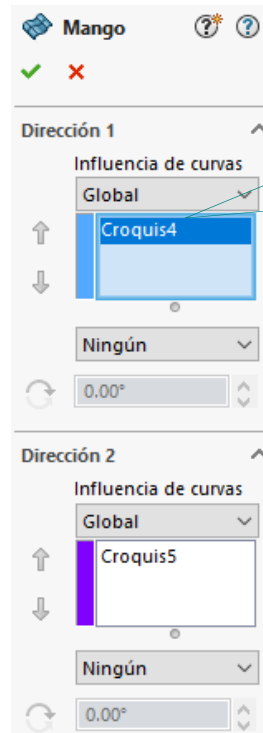 Mango
Dirección 1
Influencia de curvas
Global
Croquis4
Ningún
0.00°
Dirección 2
Influencia de curvas
Global
Croquis5
Ningún
0.00°